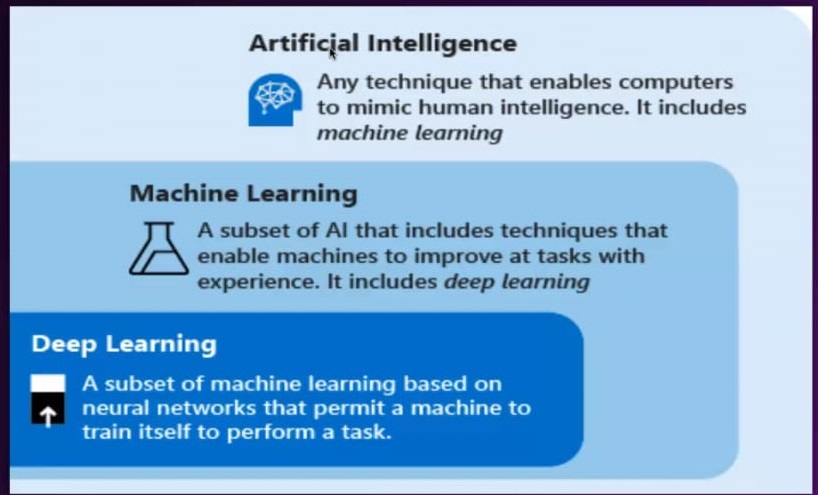 Artificial Intelligence
Any technique that enables computers
to mimic human intelligence. It includes
machine learning
Machine Learning
A subset of AI that includes techniques that
enable machines to improve at tasks with
experience. It includes deep learning
Deep Learning
A subset of machine learning based on
neural networks that permit a machine to
train itself to perform a task.